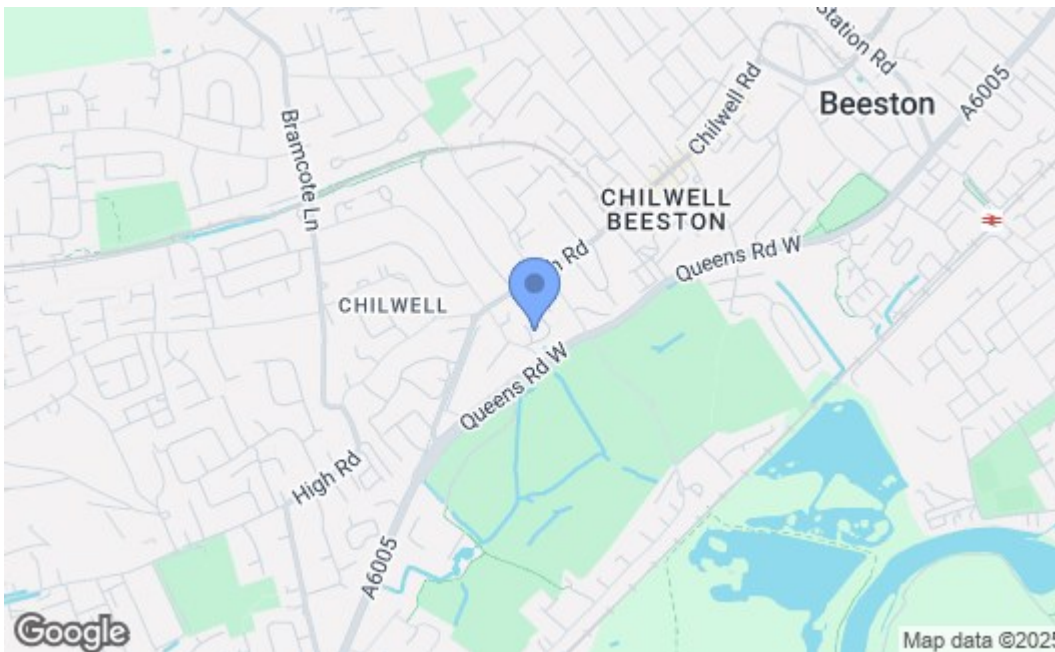 Station Rd
A6005
Beeston
Chilwell Rd
Bramcote Ln
CHILWELL
BEESTON
Rd
Queens Rd W
CHILWELL
Queens Rd W
High Rd
A6005
Google
Map data ©2025